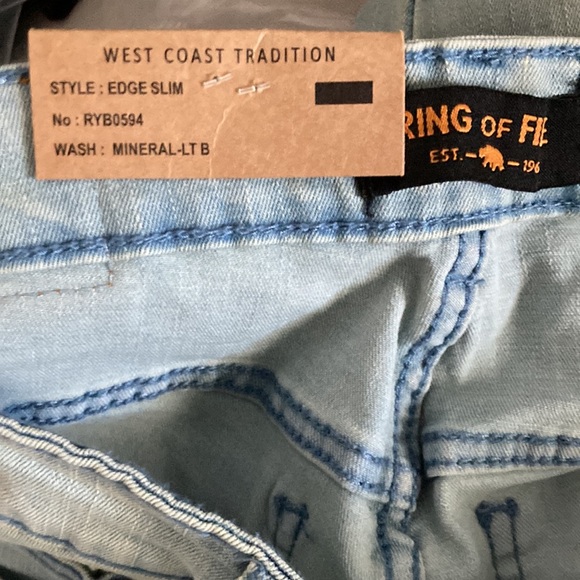 WEST COAST TRADITION
STYLE : EDGE SLIM
No : RYB0594
WASH : MINERAL-LT B
RING OF FI
EST. 196